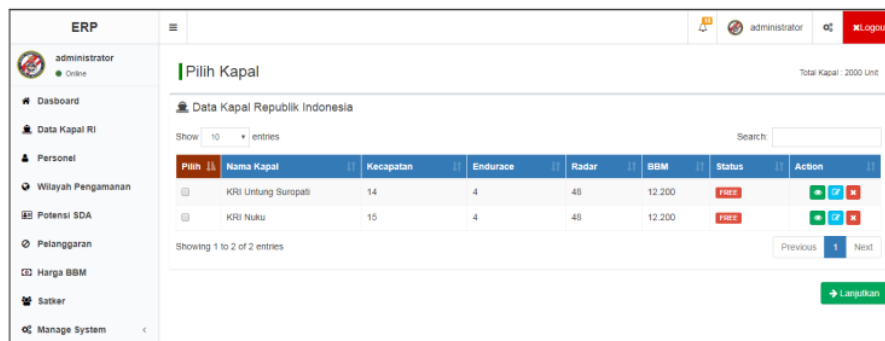 ERP
administrator
Online
Dasboard
Data Kapal RI
Personel
Wilayah Pengamanan
Potensi SDA
Pelanggaran
Harga BBM
Satker
Manage System
10
administrator
Logou
Pilih Kapal
Total Kapal : 2000 Unit
Data Kapal Republik Indonesia
Show 10 entries
Search:
Pilih Nama Kapal Kecapatan Endurace Radar BBM Status Action
KRI Untung Suropati 14 4 48 12.200 FREE
KRI Nuku 15 4 48 12.200 FREE
Showing 1 to 2 of 2 entries
Previous 1 Next
Lanjutkan